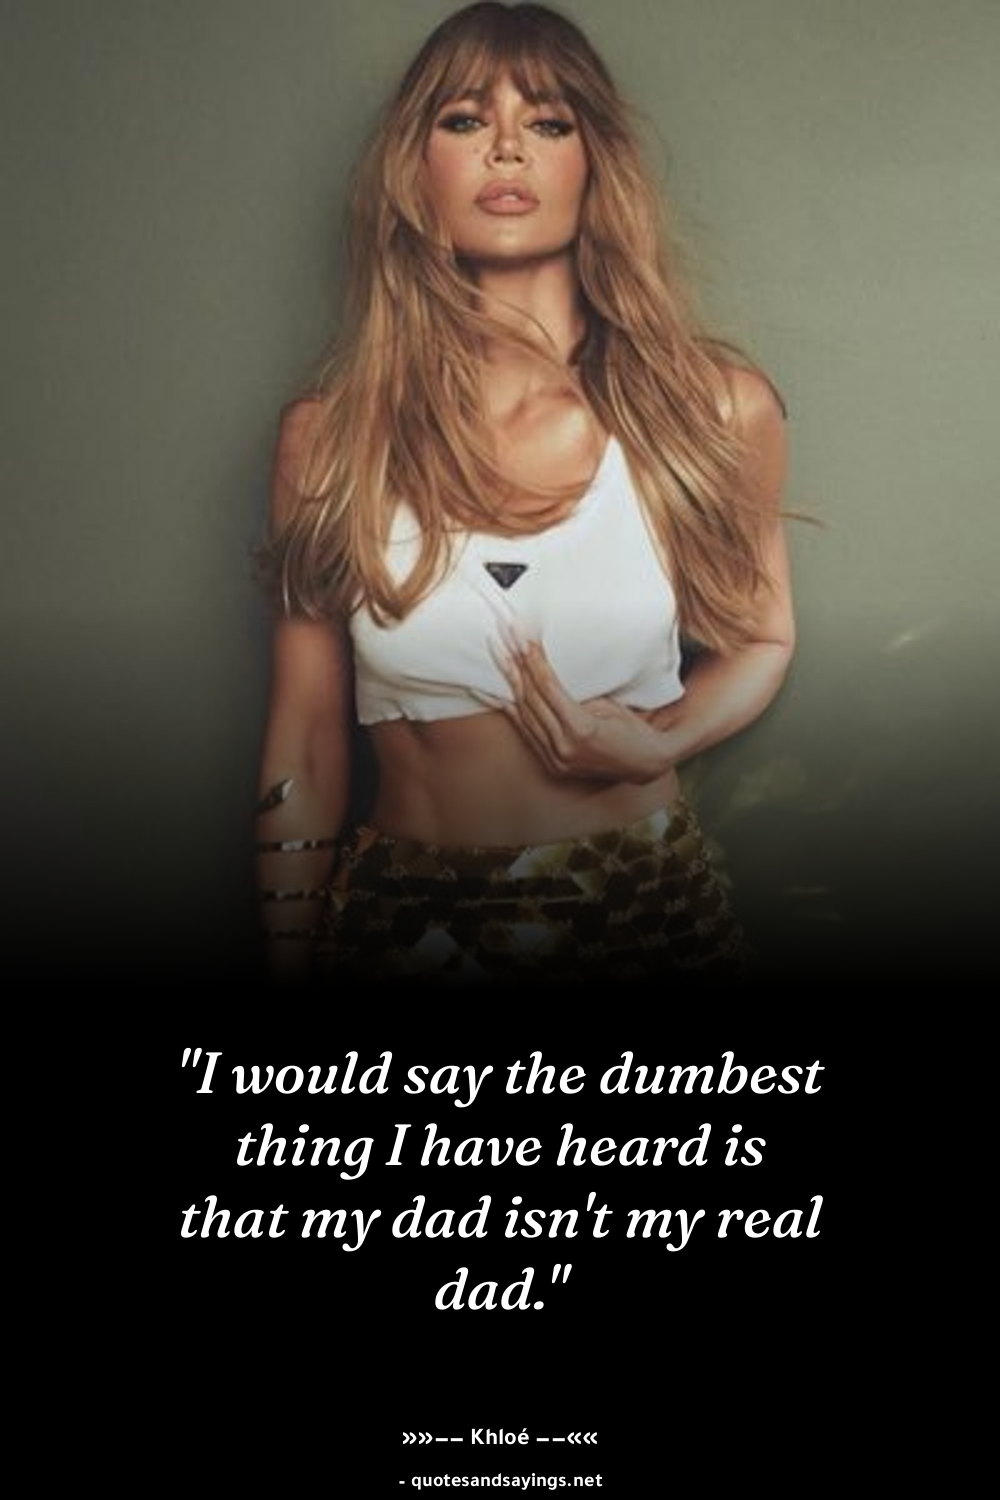 "I would say the dumbest
thing I have heard is
that my dad isn't my real
dad."
»»–– Khloé ––««
- quotesandsayings.net